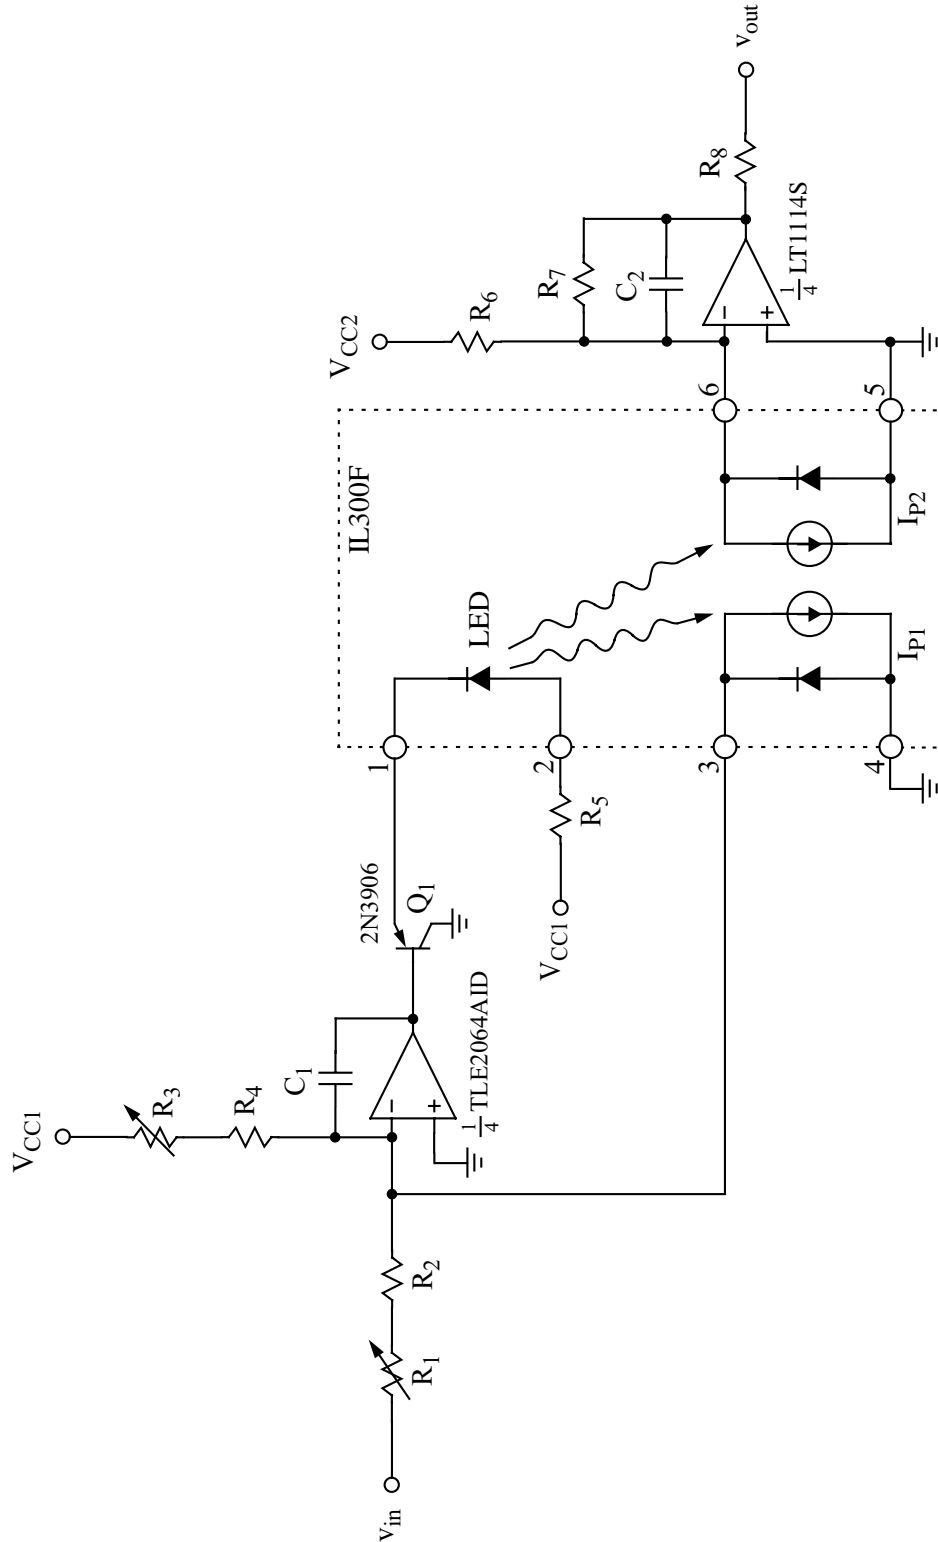 v_in
R_1
R_2
V_CC1
R_3
R_4
C_1
−
+
1/4 TLE2064AID
2N3906
Q_1
V_CC1
R_5
1
2
3
4
IL300F
LED
I_P1
I_P2
6
5
V_CC2
R_6
R_7
C_2
−
+
1/4 LT1114S
R_8
v_out